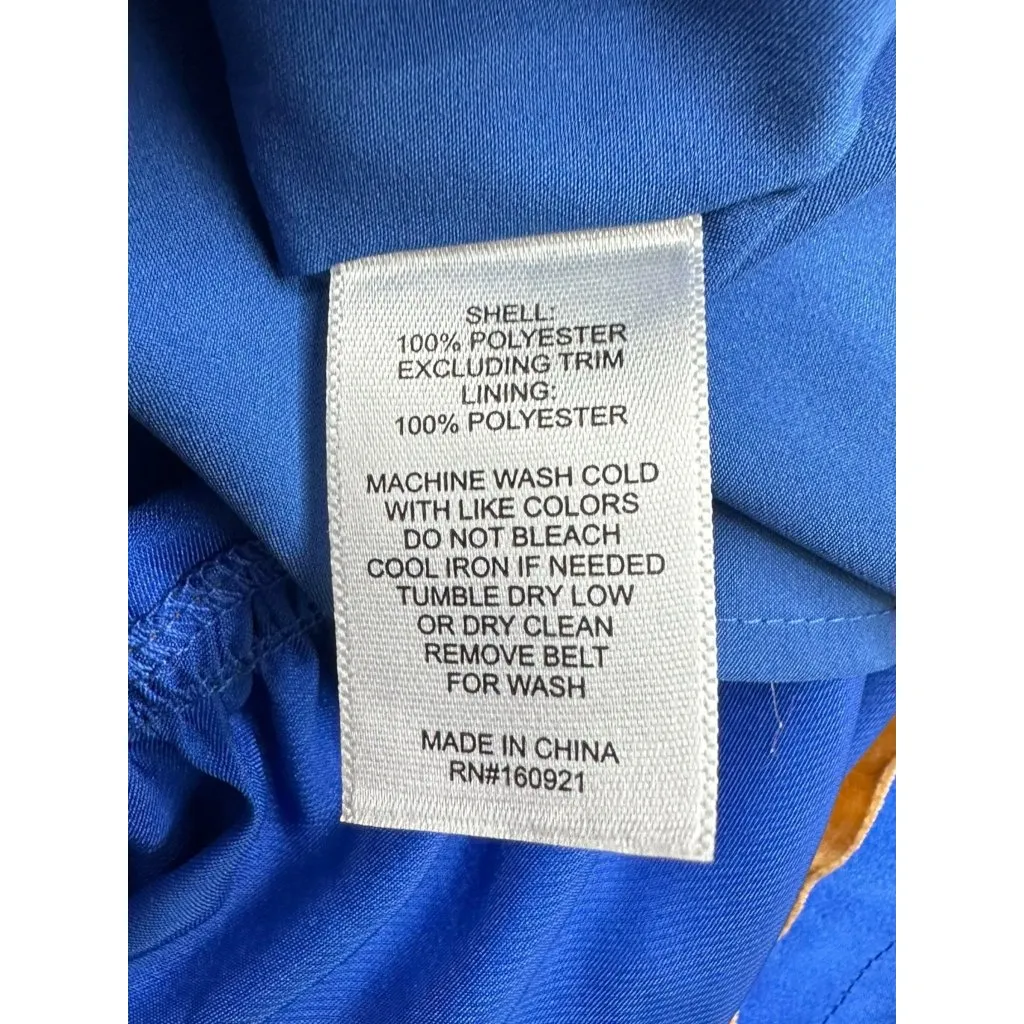 SHELL:
100% POLYESTER
EXCLUDING TRIM
LINING:
100% POLYESTER
MACHINE WASH COLD
WITH LIKE COLORS
DO NOT BLEACH
COOL IRON IF NEEDED
TUMBLE DRY LOW
OR DRY CLEAN
REMOVE BELT
FOR WASH
MADE IN CHINA
RN#160921